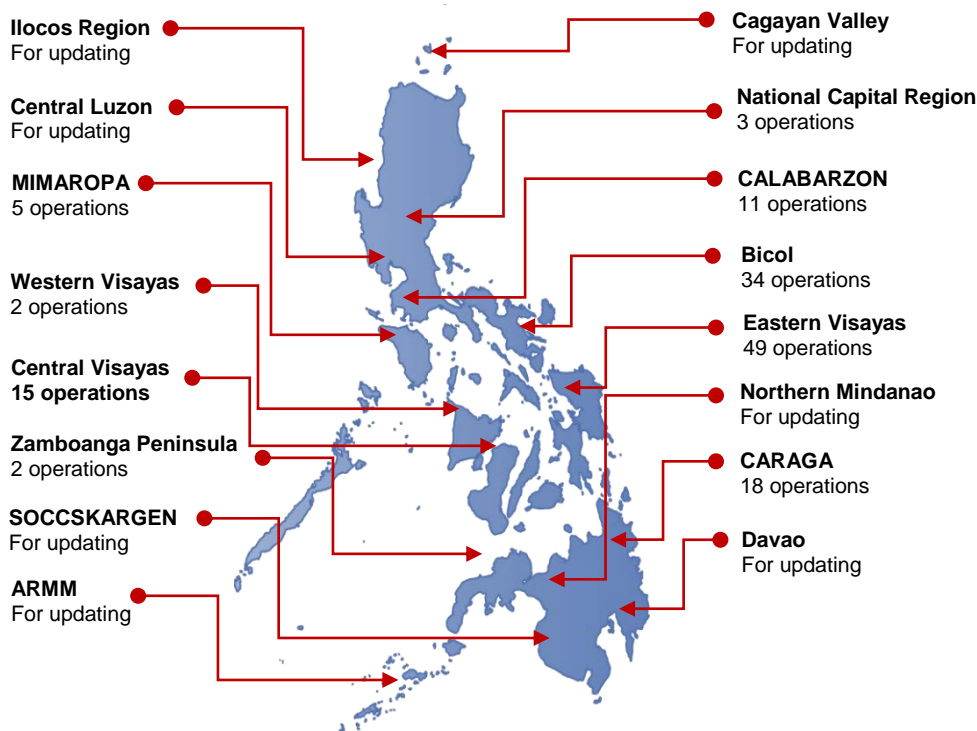 Ilocos Region
For updating
Central Luzon
For updating
MIMAROPA
5 operations
Western Visayas
2 operations
Central Visayas
15 operations
Zamboanga Peninsula
2 operations
SOCCSKARGEN
For updating
ARMM
For updating
Cagayan Valley
For updating
National Capital Region
3 operations
CALABARZON
11 operations
Bicol
34 operations
Eastern Visayas
49 operations
Northern Mindanao
For updating
CARAGA
18 operations
Davao
For updating